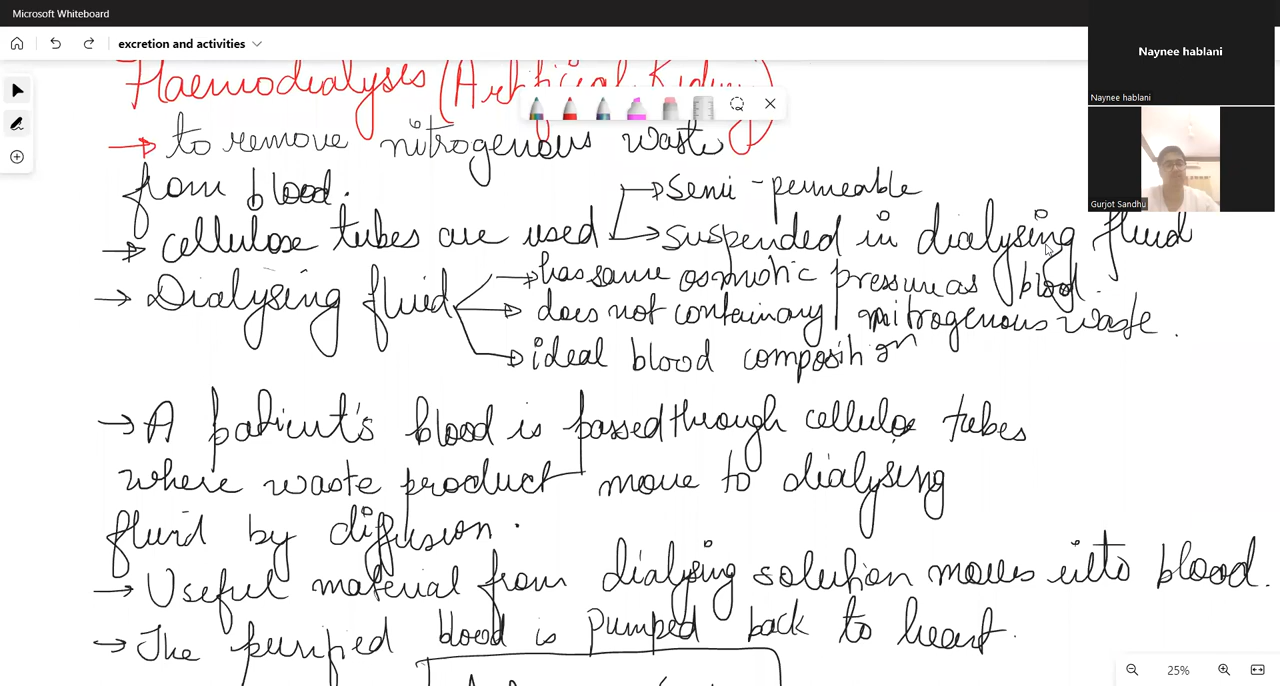 Microsoft Whiteboard
excretion and activities
Naynee hablani
Naynee hablani
Gurjot Sandhu
Haemodialyses (Artificial Kidney)
→ to remove nitrogenous waste
from blood.
→ cellulose tubes are used
→ Semi-permeable
→ suspended in dialysing fluid
→ Dialysing fluid
→ has same osmotic pressure as blood.
→ does not contain any nitrogenous waste.
→ ideal blood composition
→ A patient's blood is passed through cellulose tubes
where waste product move to dialysing
fluid by diffusion.
→ Useful material from dialysing solution moves into blood.
→ The purified blood is pumped back to heart.
25%